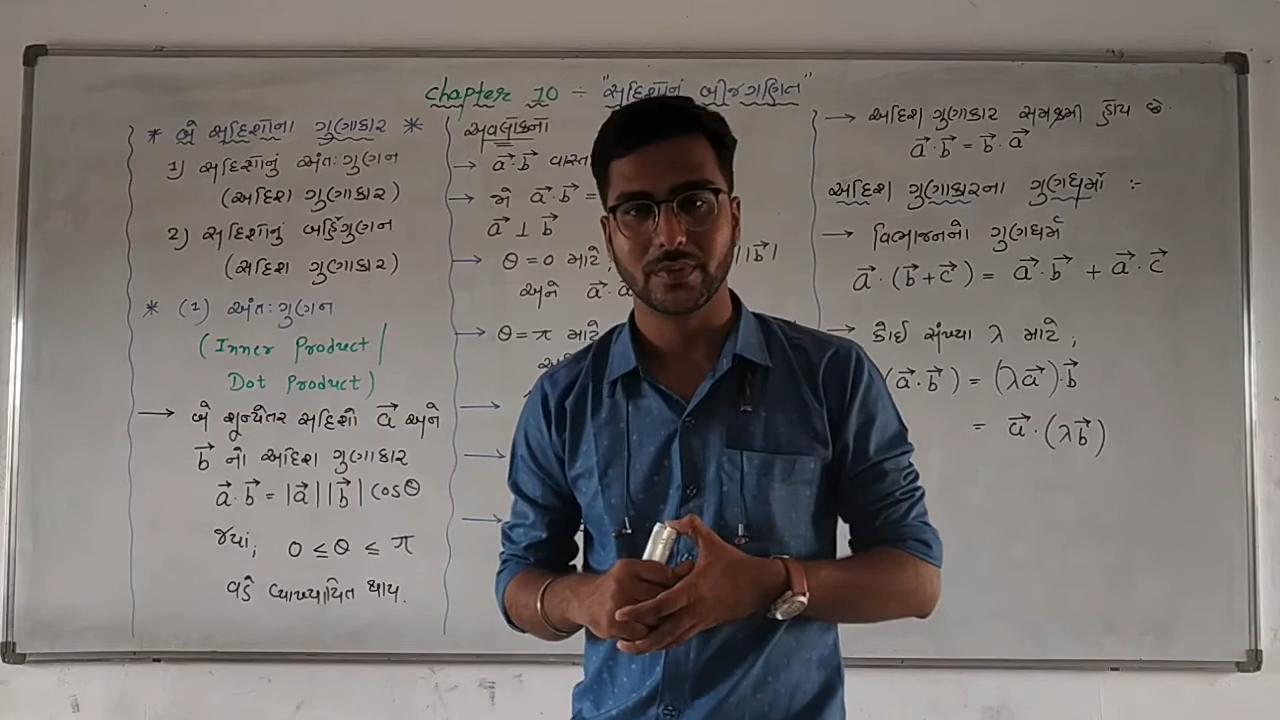 Chapter 10 ÷ "સદિશોનું બીજગણિત"
* બે સદિશોના ગુણાકાર *
1) સદિશોનું અંતઃગુણન
(અદિશ ગુણાકાર)
2) સદિશોનું બહિર્ગુણન
(સદિશ ગુણાકાર)
* (1) અંતઃગુણન
(Inner Product /
Dot Product)
→ બે શૂન્યેતર સદિશો a⃗ અને
b⃗ નો અદિશ ગુણાકાર
a⃗·b⃗ = |a⃗||b⃗| cosθ
જ્યાં, 0 ≤ θ ≤ π
વડે વ્યાખ્યાયિત થાય.
અવલોકનો
→ a⃗·b⃗
→ જો a⃗·b⃗ =
a⃗ ⊥ b⃗
→ θ = 0 માટે, ||b⃗|
અને a⃗·
→ θ = π માટે
→
→
→
→ અદિશ ગુણાકાર સમક્રમી હોય છે.
a⃗·b⃗ = b⃗·a⃗
અદિશ ગુણાકારના ગુણધર્મો :-
→ વિભાજનનો ગુણધર્મ
a⃗·(b⃗+c⃗) = a⃗·b⃗ + a⃗·c⃗
→ કોઈ સંખ્યા λ માટે,
(a⃗·b⃗) = (λa⃗)·b⃗
= a⃗·(λb⃗)